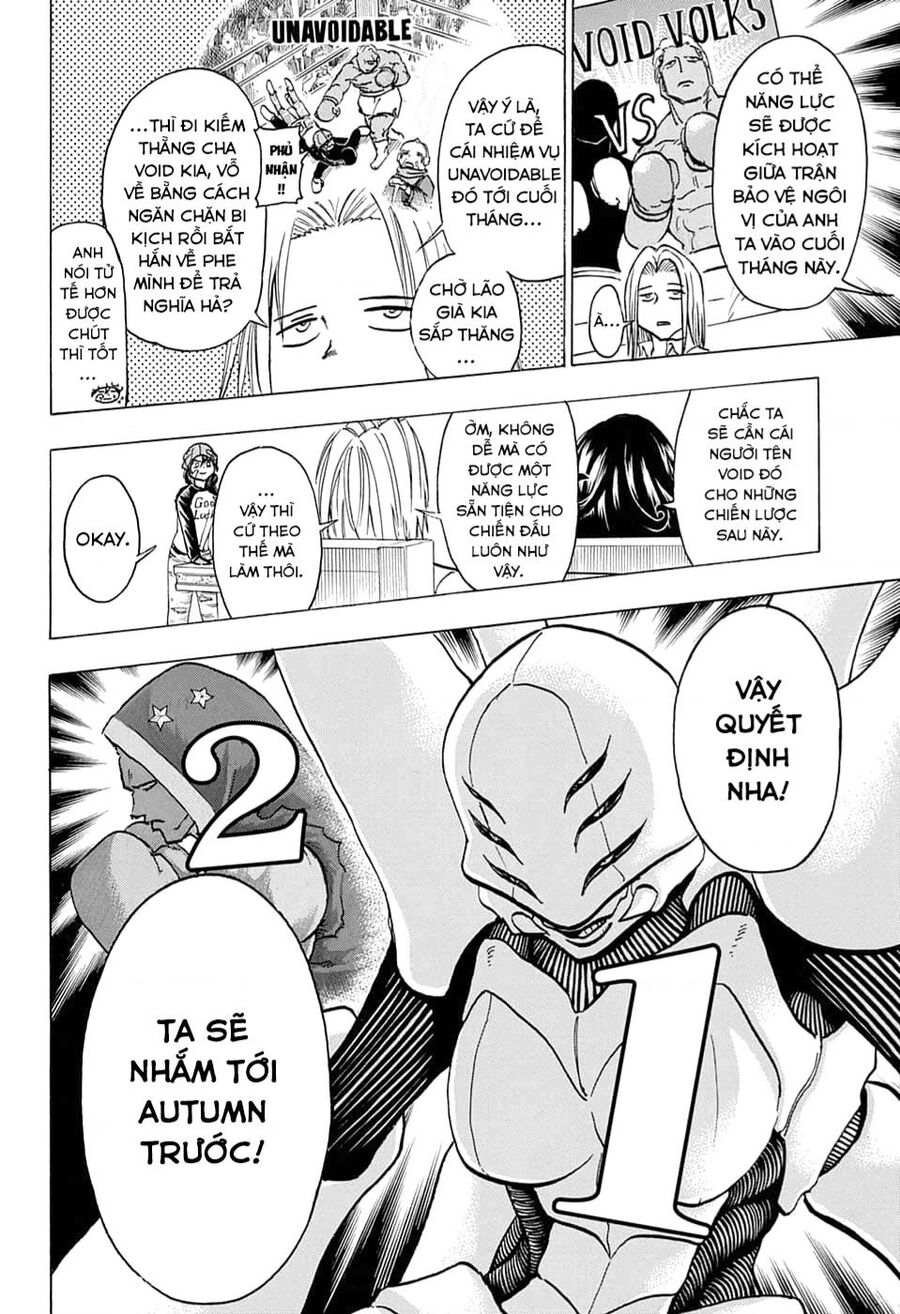 VOID VOLKS
VS
CÓ THỂ
NĂNG LỰC
SẼ ĐƯỢC
KÍCH HOẠT
GIỮA TRẬN
BẢO VỆ NGÔI
VỊ CỦA ANH
TA VÀO CUỐI
THÁNG NÀY.
À...
UNAVOIDABLE
VẬY Ý LÀ,
TA CỨ ĐỂ
CÁI NHIỆM VỤ
UNAVOIDABLE
ĐÓ TỚI CUỐI
THÁNG...
CHỜ LÃO
GIÀ KIA
SẮP THĂNG
...
PHỦ
NHẬN
!!
...THÌ ĐI KIẾM
THẰNG CHA
VOID KIA, VỖ
VỀ BẰNG CÁCH
NGĂN CHẶN BI
KỊCH RỒI BẮT
HẮN VỀ PHE
MÌNH ĐỂ TRẢ
NGHĨA HẢ?
ANH
NÓI TỬ
TẾ HƠN
ĐƯỢC
CHÚT
THÌ TỐT
...
CHẮC TA
SẼ CẦN CÁI
NGƯỜI TÊN
VOID ĐÓ
CHO NHỮNG
CHIẾN LƯỢC
SAU NÀY.
ỜM, KHÔNG
DỄ MÀ CÓ
ĐƯỢC MỘT
NĂNG LỰC
SẴN TIỆN CHO
CHIẾN ĐẤU
LUÔN NHƯ
VẬY.
...
VẬY THÌ
CỨ THEO
THẾ MÀ
LÀM THÔI.
Good
Luck
OKAY.
VẬY
QUYẾT
ĐỊNH
NHA!
1
2
TA SẼ
NHẮM TỚI
AUTUMN
TRƯỚC!